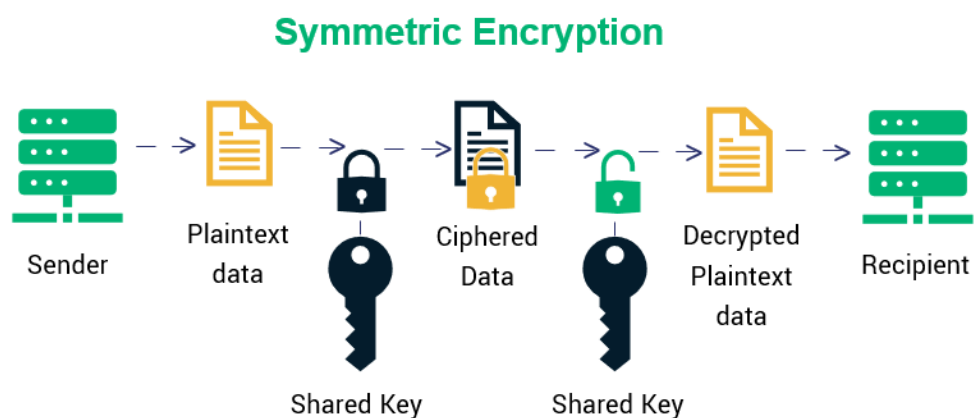 Symmetric Encryption
Sender
Plaintext
data
Shared Key
Ciphered
Data
Shared Key
Decrypted
Plaintext
data
Recipient